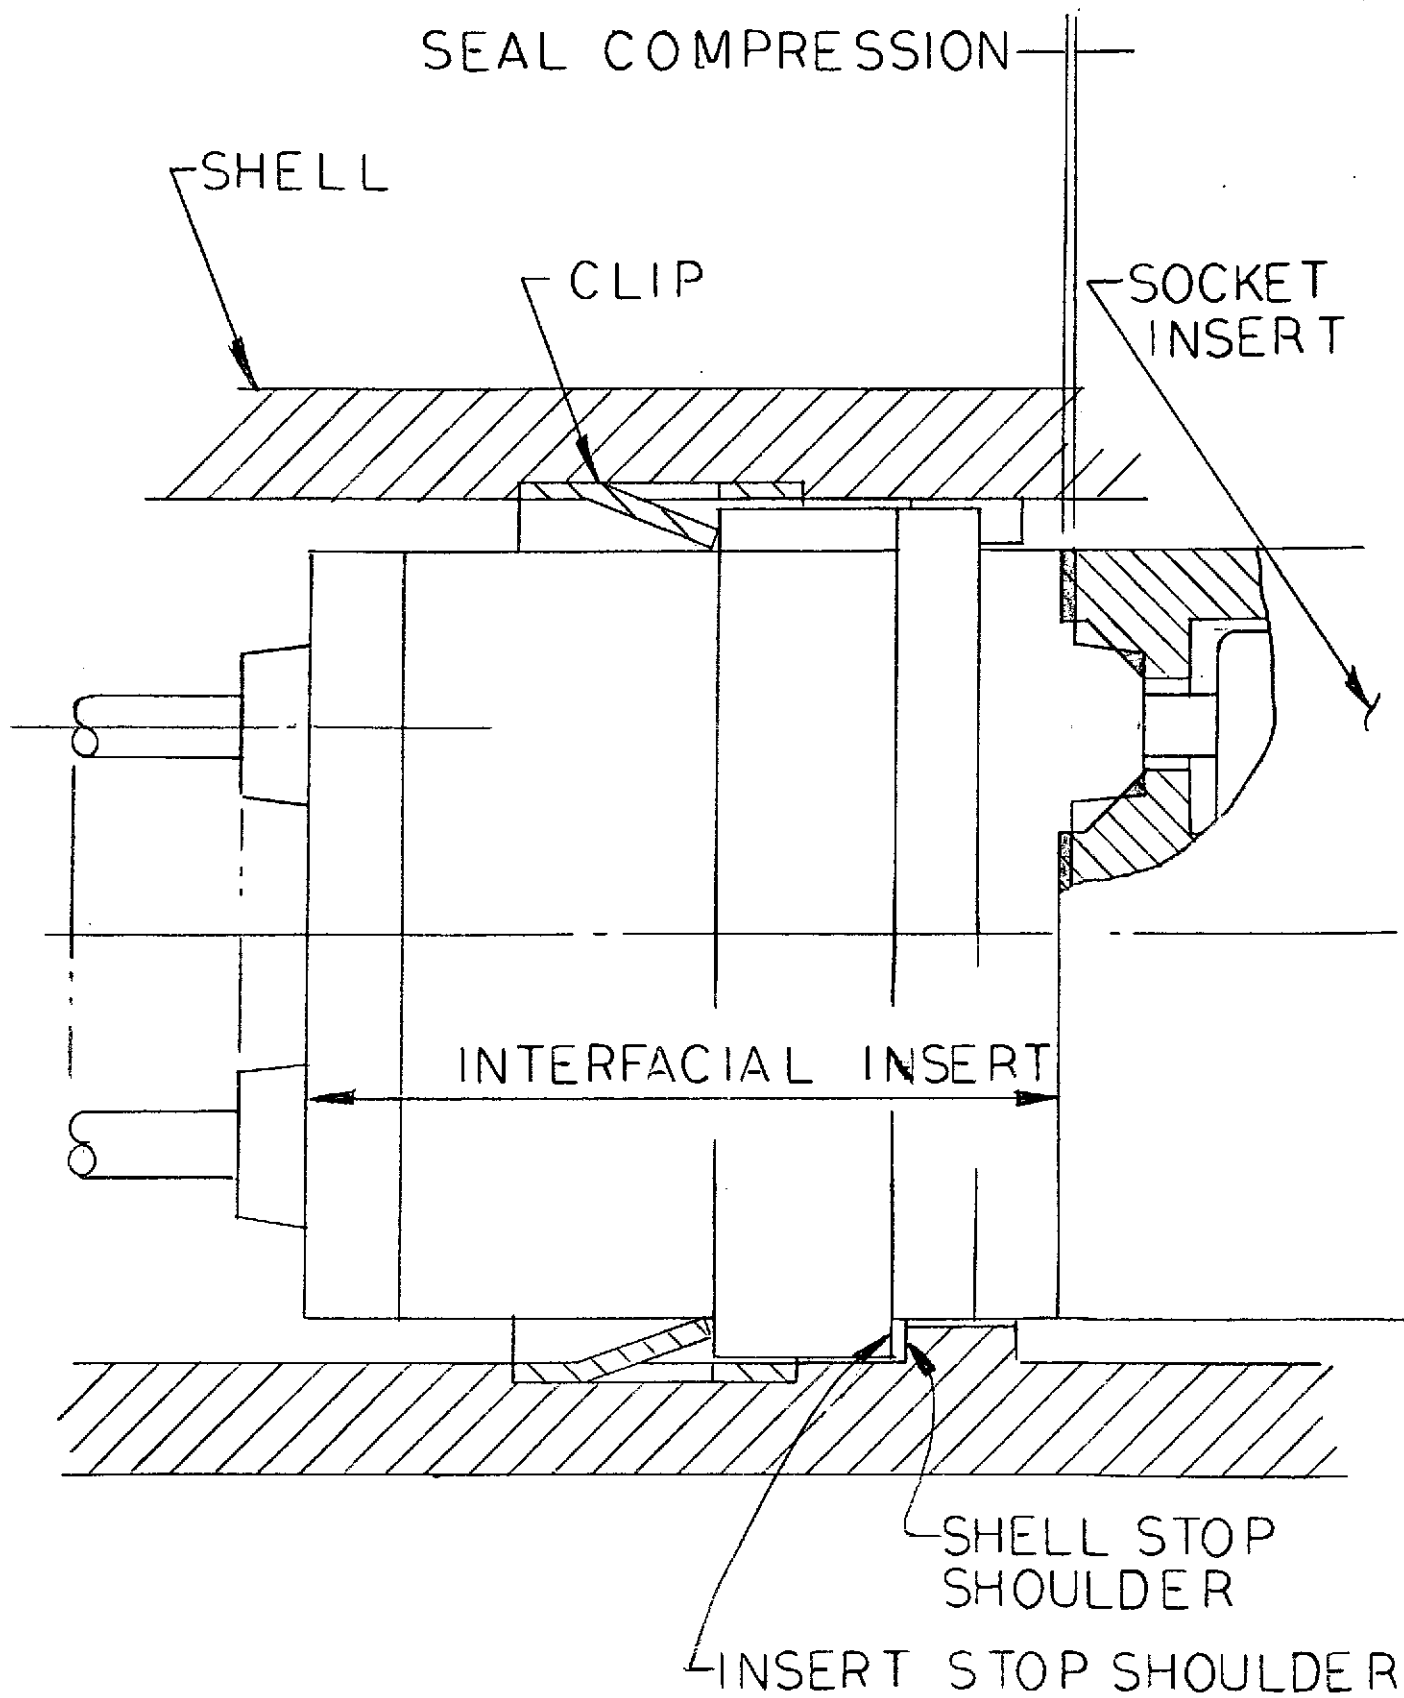 SEAL COMPRESSION
SHELL
CLIP
SOCKET
INSERT
INTERFACIAL INSERT
SHELL STOP
SHOULDER
INSERT STOP SHOULDER